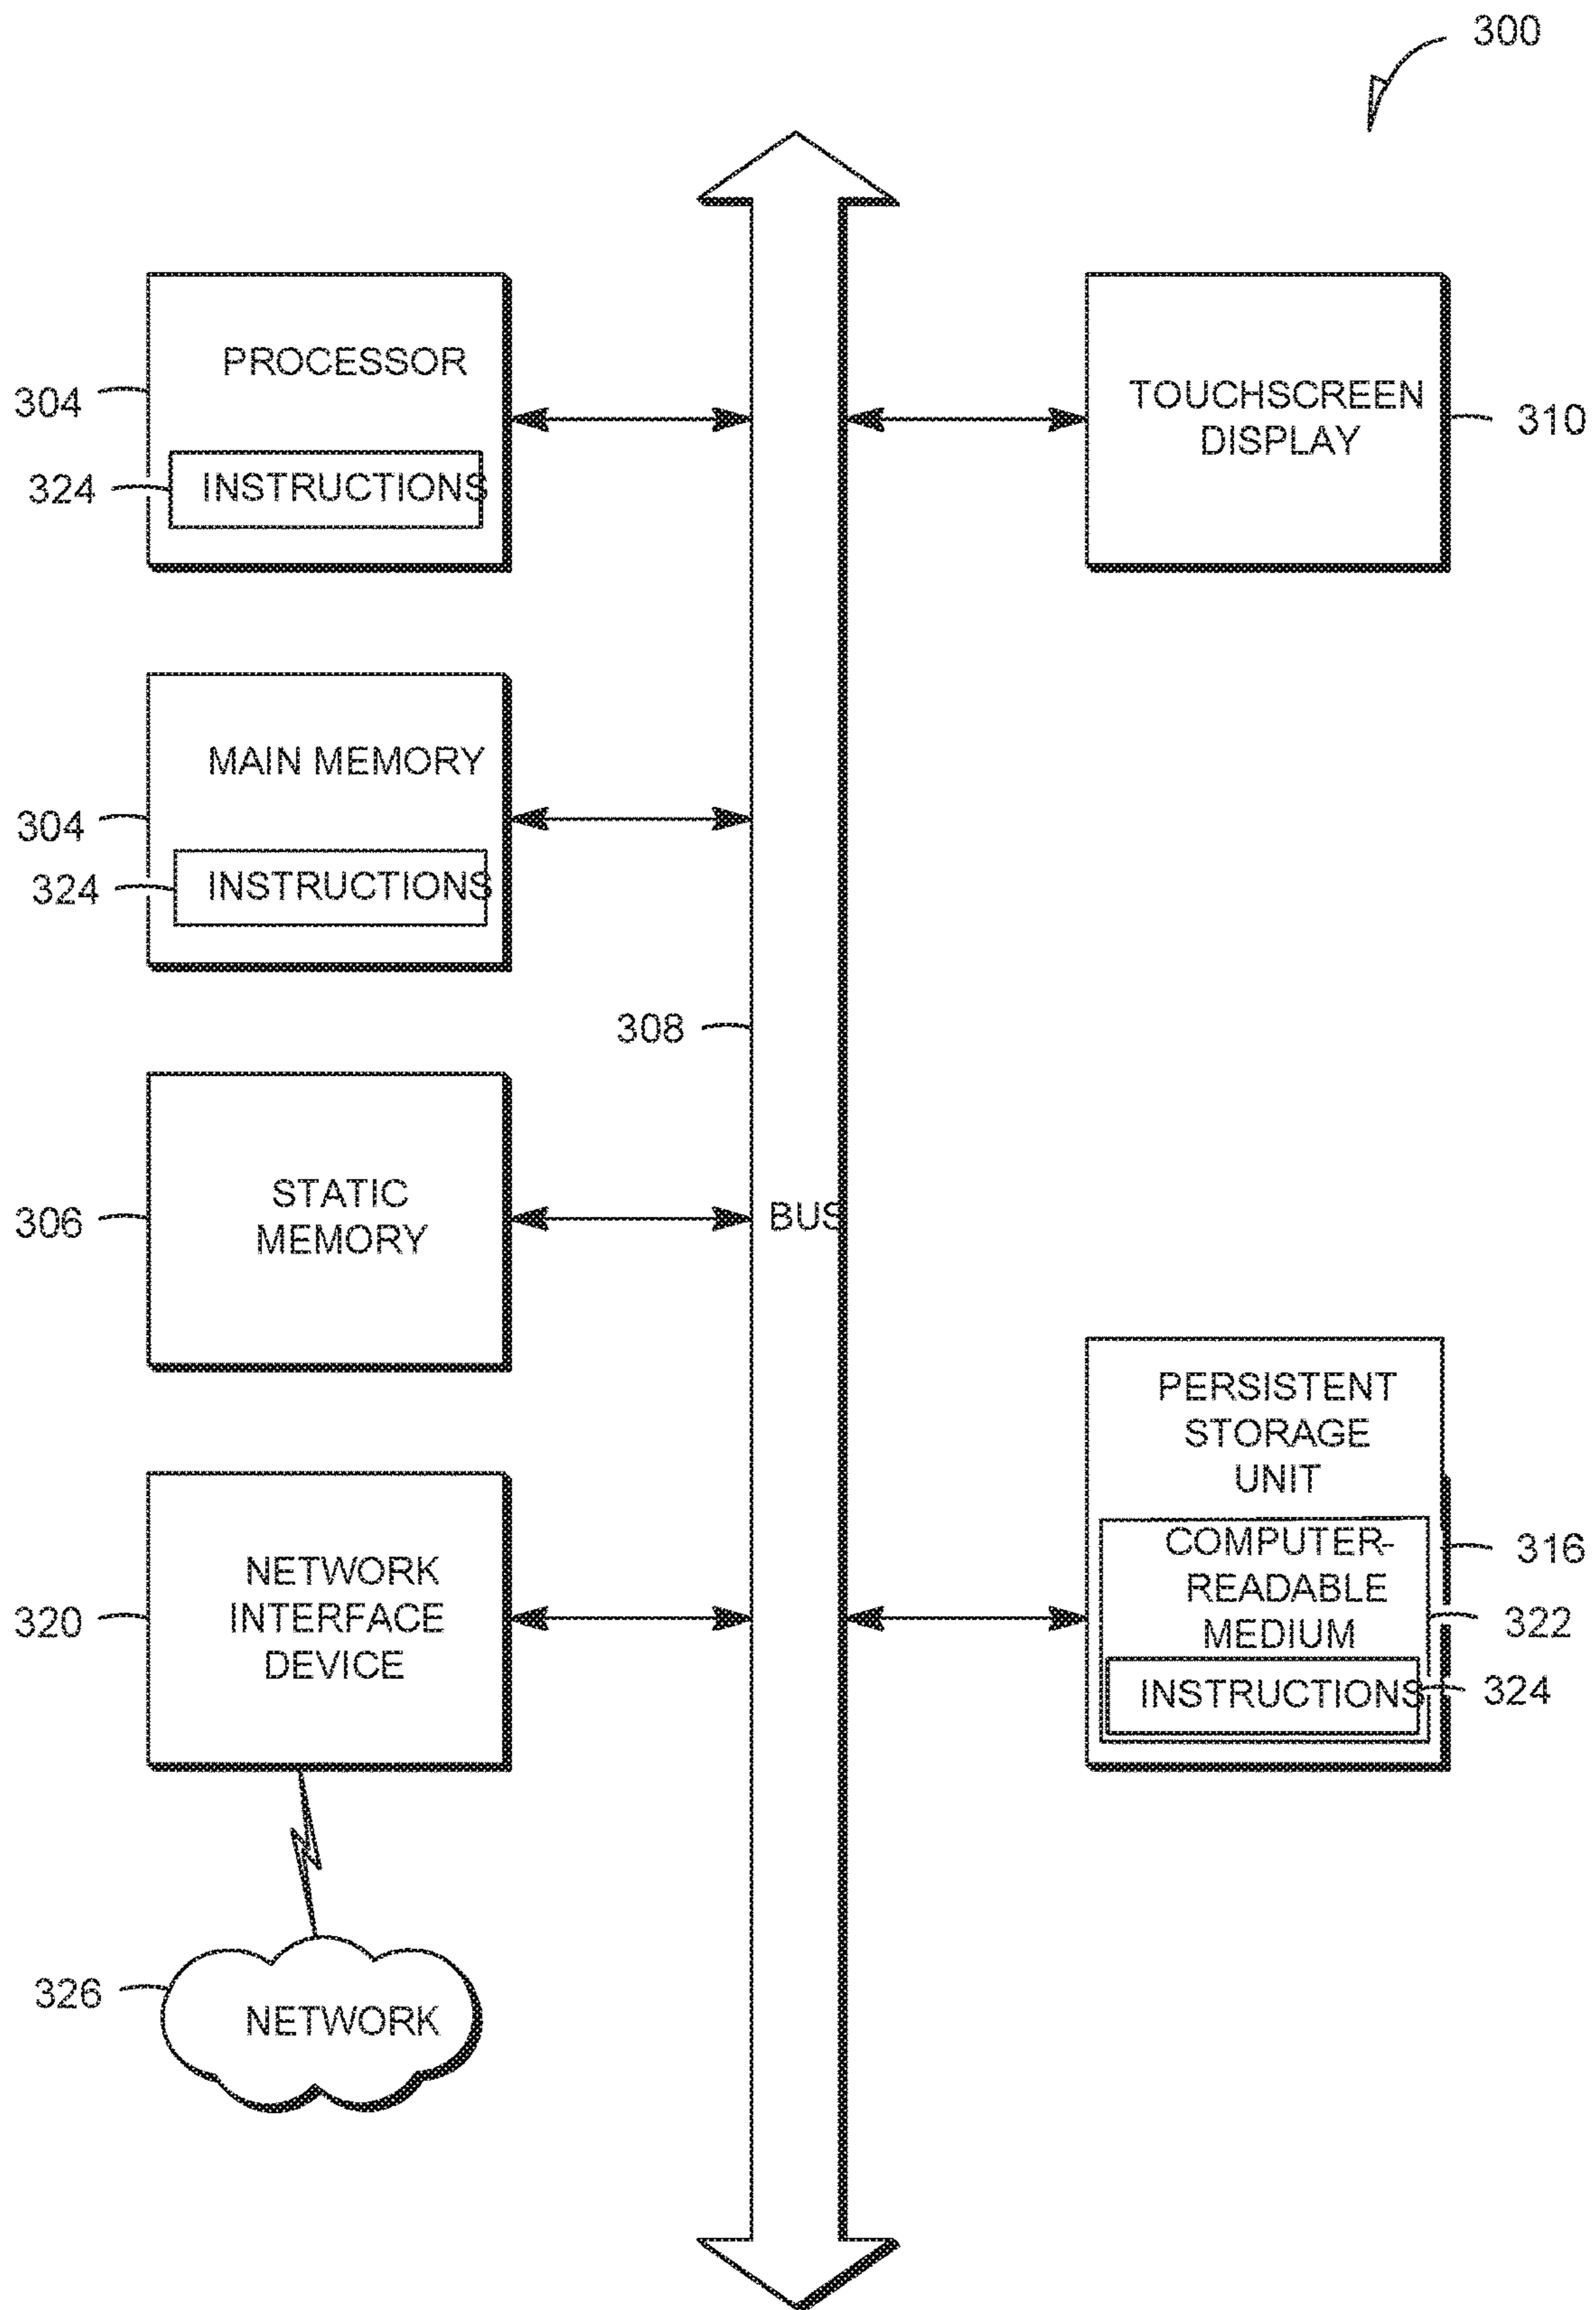 300
PROCESSOR
304
324
INSTRUCTIONS
TOUCHSCREEN
DISPLAY
310
MAIN MEMORY
304
324
INSTRUCTIONS
308
STATIC
MEMORY
306
BUS
PERSISTENT
STORAGE
UNIT
COMPUTER-
READABLE
MEDIUM
INSTRUCTIONS
316
322
324
NETWORK
INTERFACE
DEVICE
320
326
NETWORK